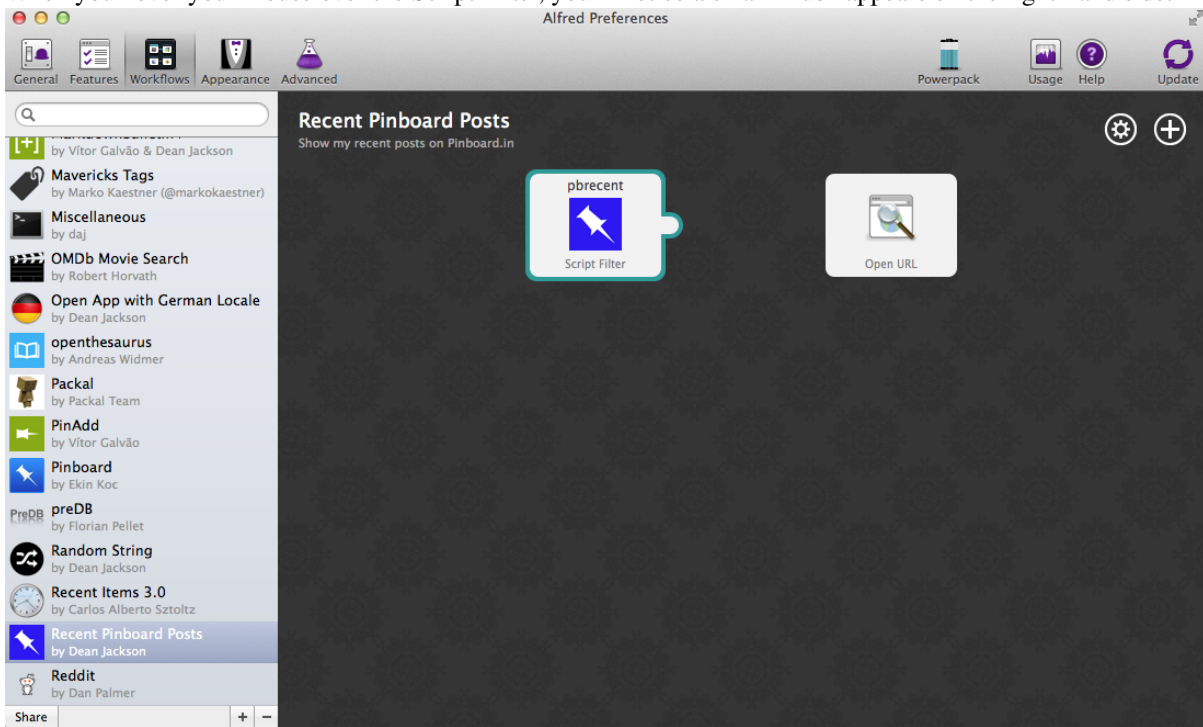 Alfred Preferences
General Features Workflows Appearance Advanced Powerpack Usage Help Update
by Vítor Galvão & Dean Jackson
Mavericks Tags
by Marko Kaestner (@markokaestner)
Miscellaneous
by daj
OMDb Movie Search
by Robert Horvath
Open App with German Locale
by Dean Jackson
openthesaurus
by Andreas Widmer
Packal
by Packal Team
PinAdd
by Vítor Galvão
Pinboard
by Ekin Koc
PreDB
preDB
by Florian Pellet
Random String
by Dean Jackson
Recent Items 3.0
by Carlos Alberto Sztoltz
Recent Pinboard Posts
by Dean Jackson
Reddit
by Dan Palmer
Share + −
Recent Pinboard Posts
Show my recent posts on Pinboard.in
pbrecent
Script Filter
Open URL